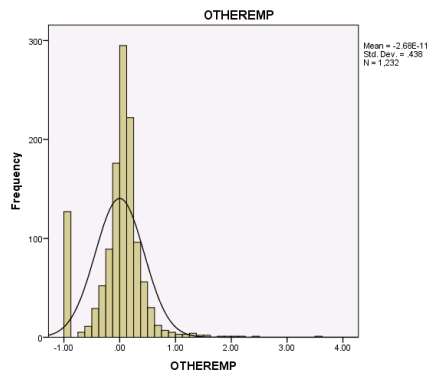 OTHEREMP
Mean = -2.68E-11
Std. Dev. = .438
N = 1,232
Frequency
300
200
100
0
-1.00 .00 1.00 2.00 3.00 4.00
OTHEREMP